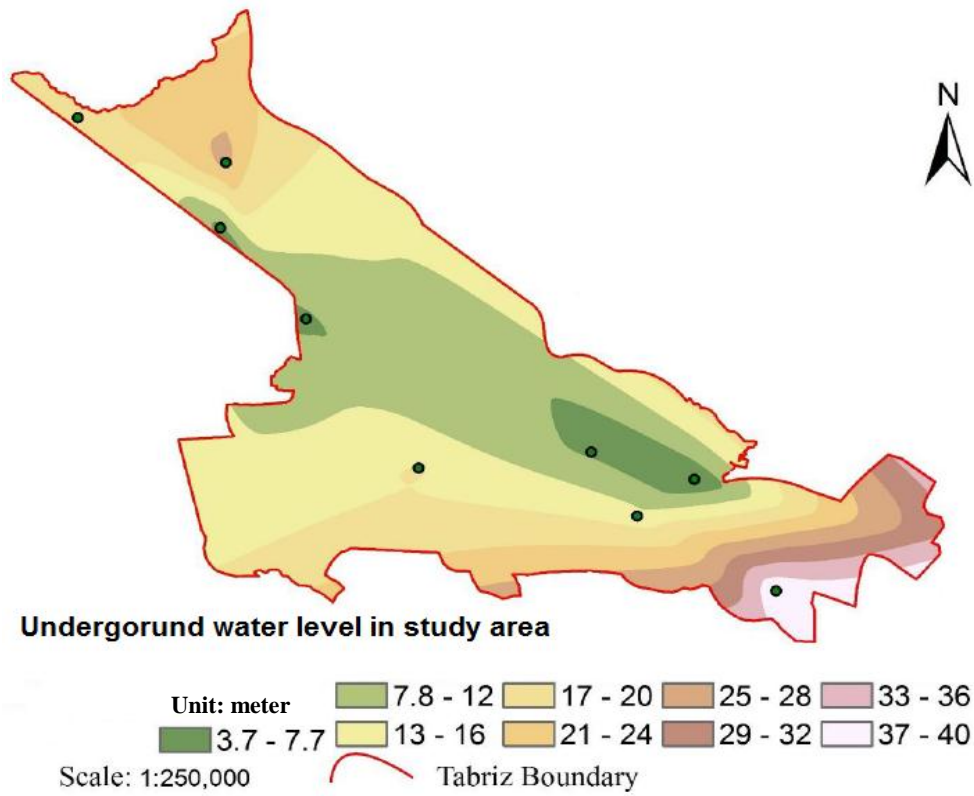 N
Undergorund water level in study area
Unit: meter
3.7 - 7.7
7.8 - 12
13 - 16
17 - 20
21 - 24
25 - 28
29 - 32
33 - 36
37 - 40
Scale: 1:250,000
Tabriz Boundary